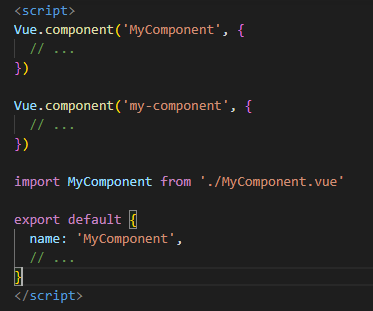 <script>
Vue.component('MyComponent', {
  // ...
})

Vue.component('my-component', {
  // ...
})

import MyComponent from './MyComponent.vue'

export default {
  name: 'MyComponent',
  // ...
}
</script>